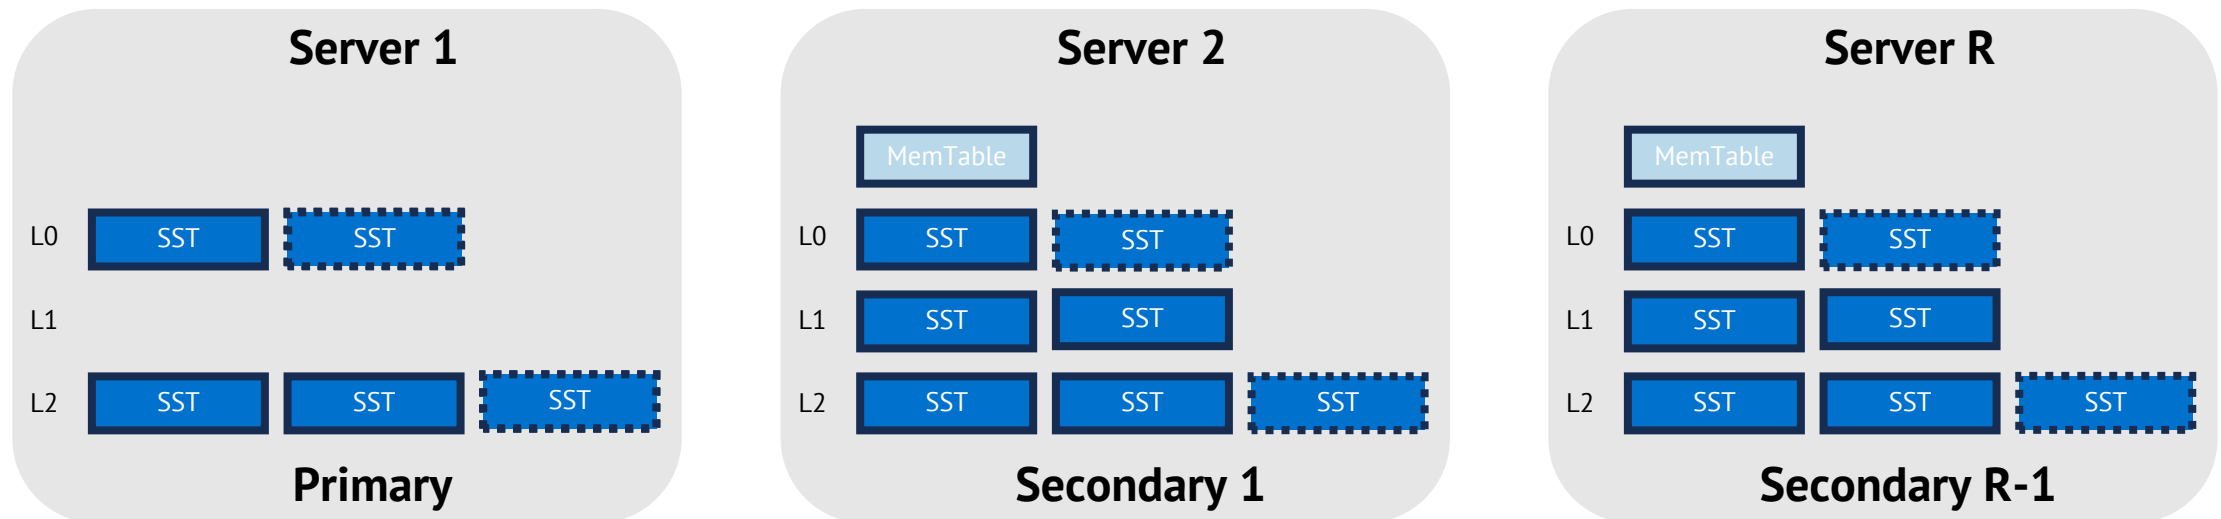 Server 1
L0 SST SST
L1
L2 SST SST SST
Primary
Server 2
MemTable
L0 SST SST
L1 SST SST
L2 SST SST SST
Secondary 1
Server R
MemTable
L0 SST SST
L1 SST SST
L2 SST SST SST
Secondary R-1